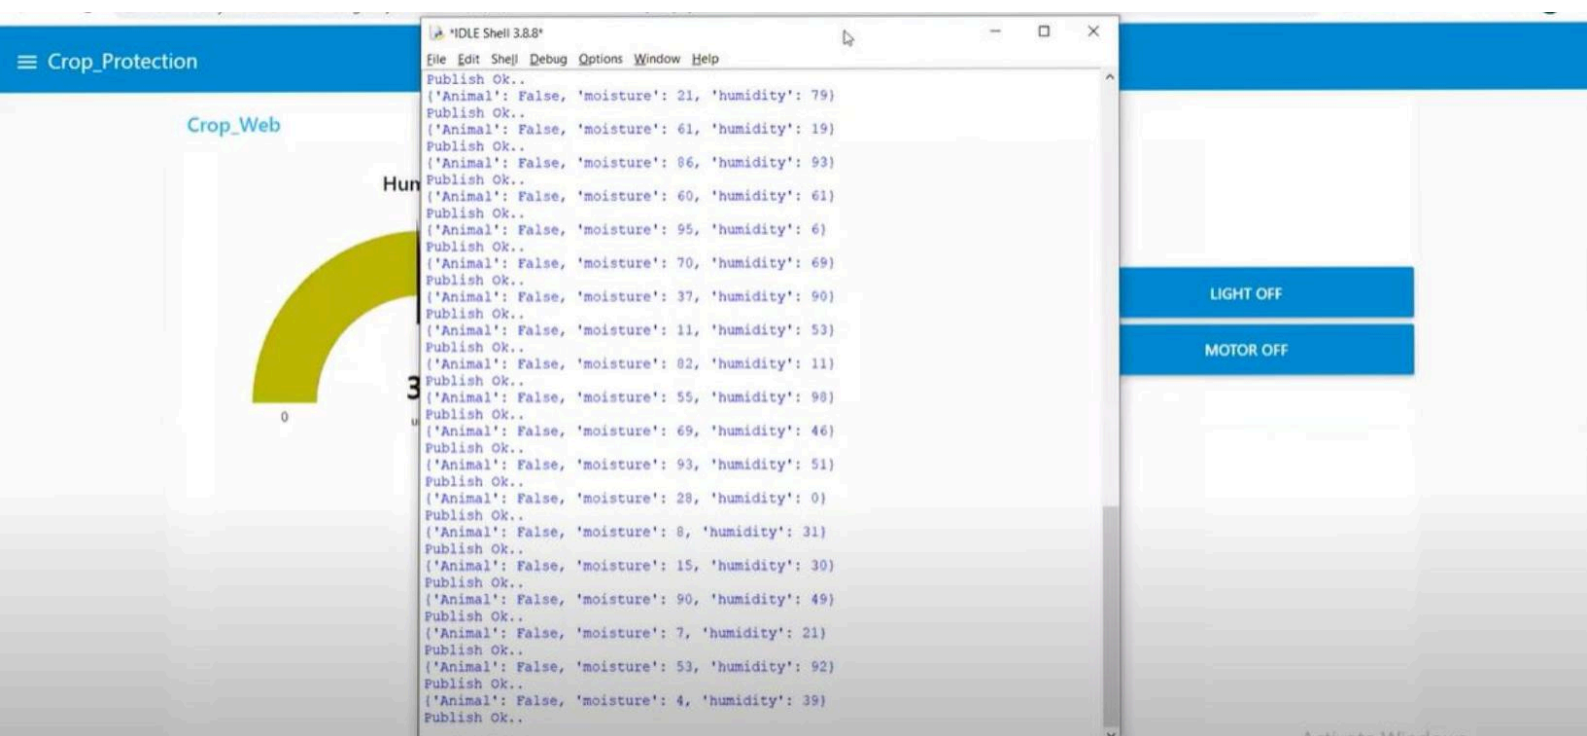 Crop_Protection
Crop_Web
Hum
3
0
u
*IDLE Shell 3.8.8*
File Edit Shell Debug Options Window Help
Publish Ok..
{'Animal': False, 'moisture': 21, 'humidity': 79}
Publish Ok..
{'Animal': False, 'moisture': 61, 'humidity': 19}
Publish Ok..
{'Animal': False, 'moisture': 86, 'humidity': 93}
Publish Ok..
{'Animal': False, 'moisture': 60, 'humidity': 61}
Publish Ok..
{'Animal': False, 'moisture': 95, 'humidity': 6}
Publish Ok..
{'Animal': False, 'moisture': 70, 'humidity': 69}
Publish Ok..
{'Animal': False, 'moisture': 37, 'humidity': 90}
Publish Ok..
{'Animal': False, 'moisture': 11, 'humidity': 53}
Publish Ok..
{'Animal': False, 'moisture': 82, 'humidity': 11}
Publish Ok..
{'Animal': False, 'moisture': 55, 'humidity': 98}
Publish Ok..
{'Animal': False, 'moisture': 69, 'humidity': 46}
Publish Ok..
{'Animal': False, 'moisture': 93, 'humidity': 51}
Publish Ok..
{'Animal': False, 'moisture': 28, 'humidity': 0}
Publish Ok..
{'Animal': False, 'moisture': 8, 'humidity': 31}
Publish Ok..
{'Animal': False, 'moisture': 15, 'humidity': 30}
Publish Ok..
{'Animal': False, 'moisture': 90, 'humidity': 49}
Publish Ok..
{'Animal': False, 'moisture': 7, 'humidity': 21}
Publish Ok..
{'Animal': False, 'moisture': 53, 'humidity': 92}
Publish Ok..
{'Animal': False, 'moisture': 4, 'humidity': 39}
Publish Ok..
LIGHT OFF
MOTOR OFF